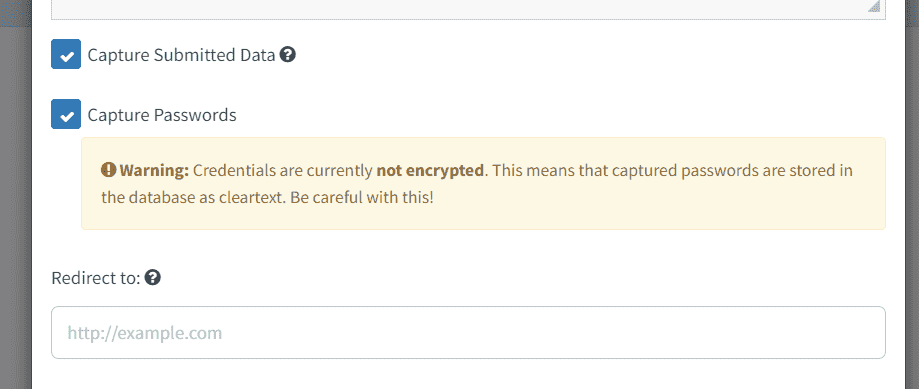 Capture Submitted Data
Capture Passwords
Warning: Credentials are currently not encrypted. This means that captured passwords are stored in
the database as cleartext. Be careful with this!
Redirect to:
http://example.com